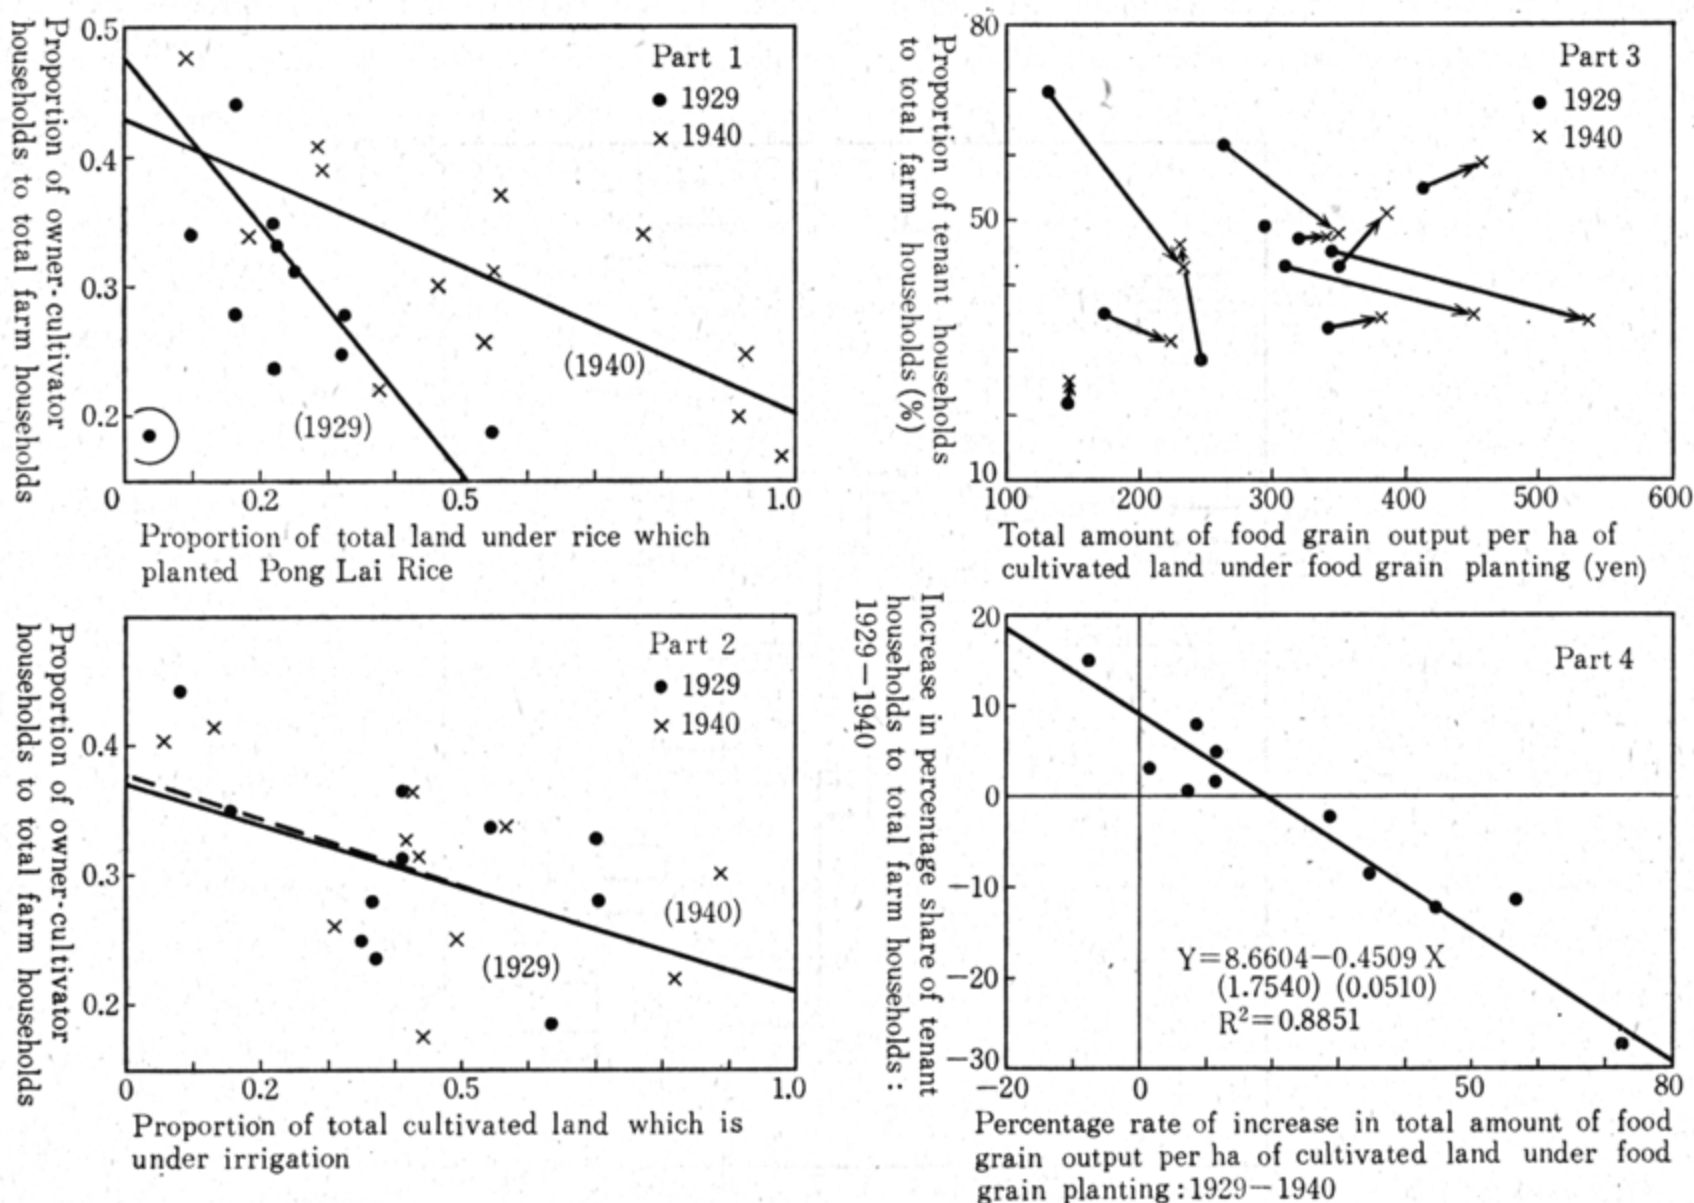 Proportion of owner-cultivator
households to total farm households
0.5
0.4
0.3
0.2
0
0.2
0.5
1.0
Part 1
● 1929
× 1940
(1940)
(1929)
Proportion of total land under rice which
planted Pong Lai Rice
Proportion of tenant households
to total farm households (%)
80
50
10
100
200
300
400
500
600
Part 3
● 1929
× 1940
Total amount of food grain output per ha of
cultivated land under food grain planting (yen)
Proportion of owner-cultivator
households to total farm households
0.4
0.3
0.2
0
0.2
0.5
1.0
Part 2
● 1929
× 1940
(1940)
(1929)
Proportion of total cultivated land which is
under irrigation
Increase in percentage share of tenant
households to total farm households:
1929—1940
20
10
0
−10
−20
−30
−20
0
50
80
Part 4
Y=8.6604−0.4509 X
(1.7540) (0.0510)
R²=0.8851
Percentage rate of increase in total amount of food
grain output per ha of cultivated land under food
grain planting:1929—1940